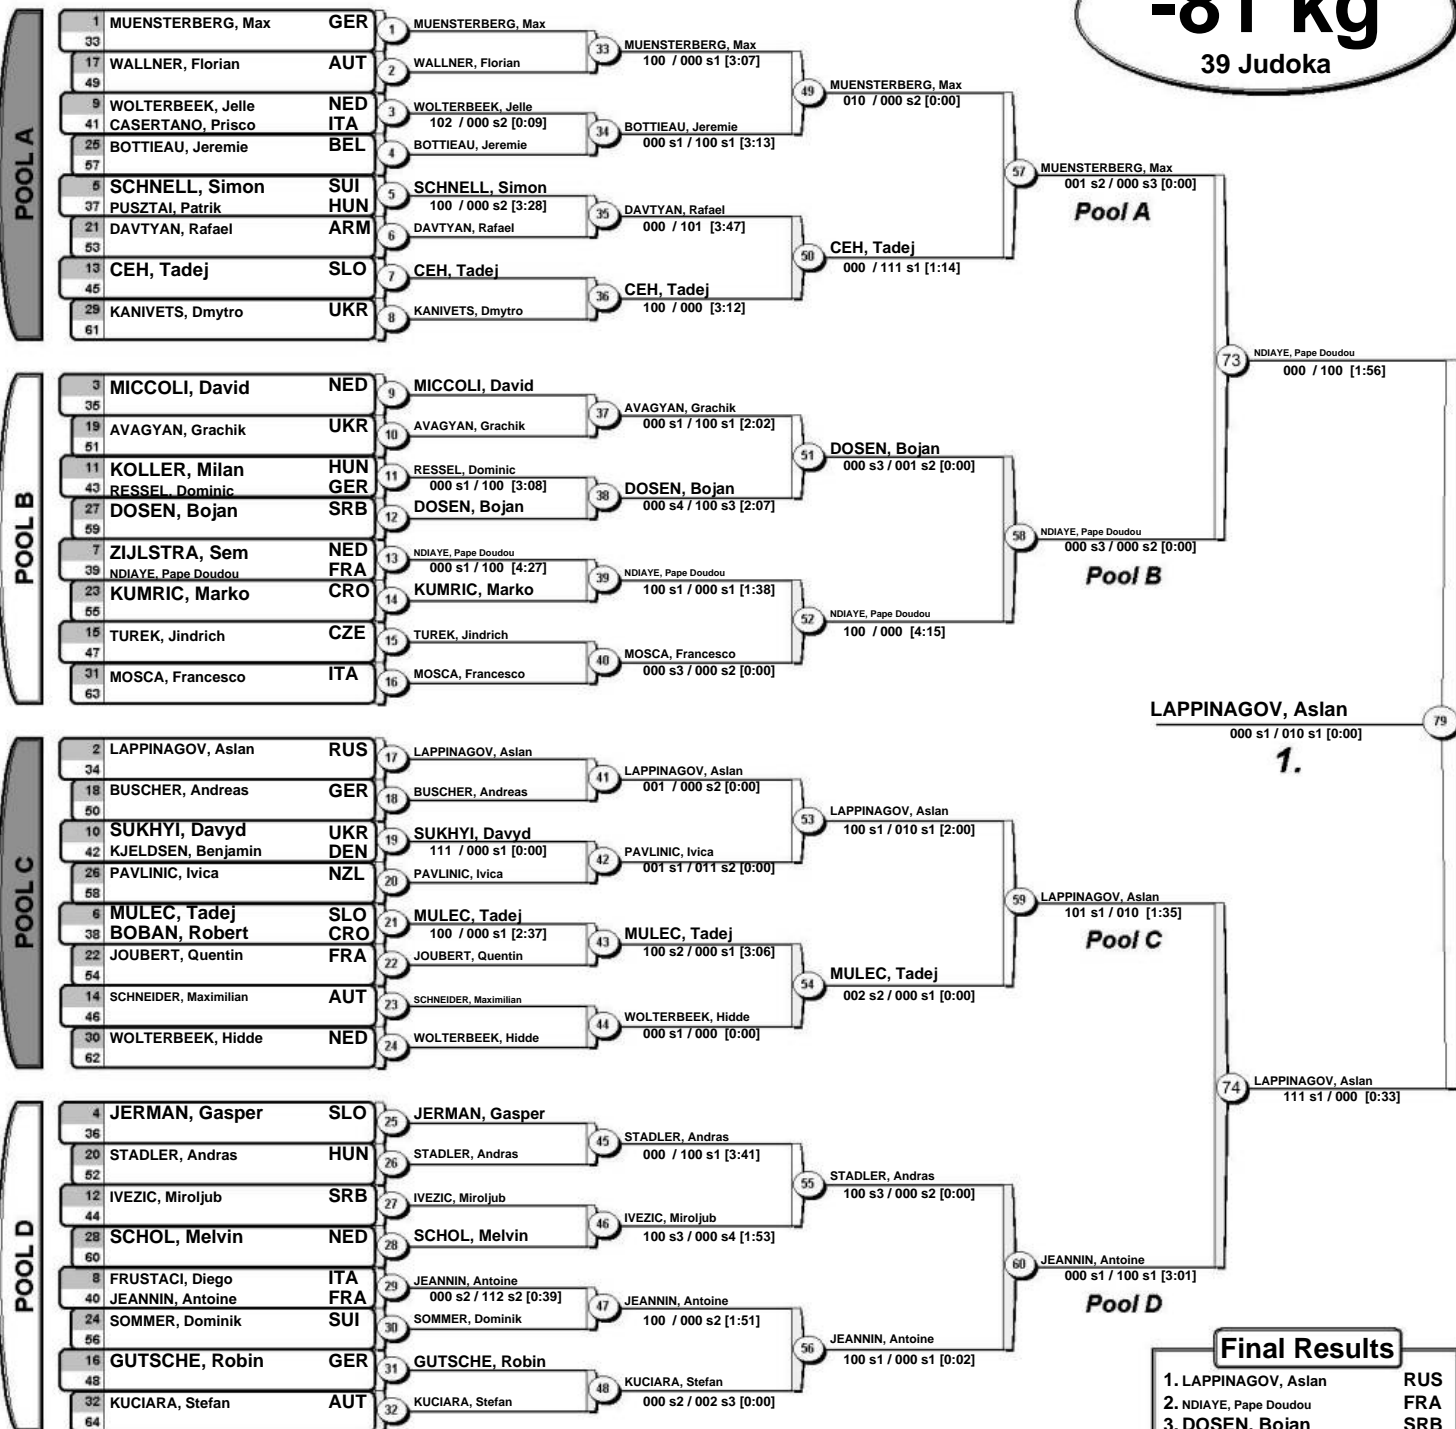 -81 kg
39 Judoka
POOL A
1 MUENSTERBERG, Max GER
33
17 WALLNER, Florian AUT
49
9 WOLTERBEEK, Jelle NED
41 CASERTANO, Prisco ITA
25 BOTTIEAU, Jeremie BEL
57
5 SCHNELL, Simon SUI
37 PUSZTAI, Patrik HUN
21 DAVTYAN, Rafael ARM
53
13 CEH, Tadej SLO
45
29 KANIVETS, Dmytro UKR
61
1 MUENSTERBERG, Max
2 WALLNER, Florian
3 WOLTERBEEK, Jelle
102 / 000 s2 [0:09]
4 BOTTIEAU, Jeremie
5 SCHNELL, Simon
100 / 000 s2 [3:28]
6 DAVTYAN, Rafael
7 CEH, Tadej
8 KANIVETS, Dmytro
33 MUENSTERBERG, Max
100 / 000 s1 [3:07]
34 BOTTIEAU, Jeremie
000 s1 / 100 s1 [3:13]
35 DAVTYAN, Rafael
000 / 101 [3:47]
36 CEH, Tadej
100 / 000 [3:12]
49 MUENSTERBERG, Max
010 / 000 s2 [0:00]
50 CEH, Tadej
000 / 111 s1 [1:14]
57 MUENSTERBERG, Max
001 s2 / 000 s3 [0:00]
Pool A
POOL B
3 MICCOLI, David NED
35
19 AVAGYAN, Grachik UKR
51
11 KOLLER, Milan HUN
43 RESSEL, Dominic GER
27 DOSEN, Bojan SRB
59
7 ZIJLSTRA, Sem NED
39 NDIAYE, Pape Doudou FRA
23 KUMRIC, Marko CRO
55
15 TUREK, Jindrich CZE
47
31 MOSCA, Francesco ITA
63
9 MICCOLI, David
10 AVAGYAN, Grachik
11 RESSEL, Dominic
000 s1 / 100 [3:08]
12 DOSEN, Bojan
13 NDIAYE, Pape Doudou
000 s1 / 100 [4:27]
14 KUMRIC, Marko
15 TUREK, Jindrich
16 MOSCA, Francesco
37 AVAGYAN, Grachik
000 s1 / 100 s1 [2:02]
38 DOSEN, Bojan
000 s4 / 100 s3 [2:07]
39 NDIAYE, Pape Doudou
100 s1 / 000 s1 [1:38]
40 MOSCA, Francesco
000 s3 / 000 s2 [0:00]
51 DOSEN, Bojan
000 s3 / 001 s2 [0:00]
52 NDIAYE, Pape Doudou
100 / 000 [4:15]
58 NDIAYE, Pape Doudou
000 s3 / 000 s2 [0:00]
Pool B
73 NDIAYE, Pape Doudou
000 / 100 [1:56]
LAPPINAGOV, Aslan 79
000 s1 / 010 s1 [0:00]
1.
POOL C
2 LAPPINAGOV, Aslan RUS
34
18 BUSCHER, Andreas GER
50
10 SUKHYI, Davyd UKR
42 KJELDSEN, Benjamin DEN
26 PAVLINIC, Ivica NZL
58
6 MULEC, Tadej SLO
38 BOBAN, Robert CRO
22 JOUBERT, Quentin FRA
54
14 SCHNEIDER, Maximilian AUT
46
30 WOLTERBEEK, Hidde NED
62
17 LAPPINAGOV, Aslan
18 BUSCHER, Andreas
19 SUKHYI, Davyd
111 / 000 s1 [0:00]
20 PAVLINIC, Ivica
21 MULEC, Tadej
100 / 000 s1 [2:37]
22 JOUBERT, Quentin
23 SCHNEIDER, Maximilian
24 WOLTERBEEK, Hidde
41 LAPPINAGOV, Aslan
001 / 000 s2 [0:00]
42 PAVLINIC, Ivica
001 s1 / 011 s2 [0:00]
43 MULEC, Tadej
100 s2 / 000 s1 [3:06]
44 WOLTERBEEK, Hidde
000 s1 / 000 [0:00]
53 LAPPINAGOV, Aslan
100 s1 / 010 s1 [2:00]
54 MULEC, Tadej
002 s2 / 000 s1 [0:00]
59 LAPPINAGOV, Aslan
101 s1 / 010 [1:35]
Pool C
74 LAPPINAGOV, Aslan
111 s1 / 000 [0:33]
POOL D
4 JERMAN, Gasper SLO
36
20 STADLER, Andras HUN
52
12 IVEZIC, Miroljub SRB
44
28 SCHOL, Melvin NED
60
8 FRUSTACI, Diego ITA
40 JEANNIN, Antoine FRA
24 SOMMER, Dominik SUI
56
16 GUTSCHE, Robin GER
48
32 KUCIARA, Stefan AUT
64
25 JERMAN, Gasper
26 STADLER, Andras
27 IVEZIC, Miroljub
28 SCHOL, Melvin
29 JEANNIN, Antoine
000 s2 / 112 s2 [0:39]
30 SOMMER, Dominik
31 GUTSCHE, Robin
32 KUCIARA, Stefan
45 STADLER, Andras
000 / 100 s1 [3:41]
46 IVEZIC, Miroljub
100 s3 / 000 s4 [1:53]
47 JEANNIN, Antoine
100 / 000 s2 [1:51]
48 KUCIARA, Stefan
000 s2 / 002 s3 [0:00]
55 STADLER, Andras
100 s3 / 000 s2 [0:00]
56 JEANNIN, Antoine
100 s1 / 000 s1 [0:02]
60 JEANNIN, Antoine
000 s1 / 100 s1 [3:01]
Pool D
Final Results
1. LAPPINAGOV, Aslan RUS
2. NDIAYE, Pape Doudou FRA
3. DOSEN, Bojan SRB